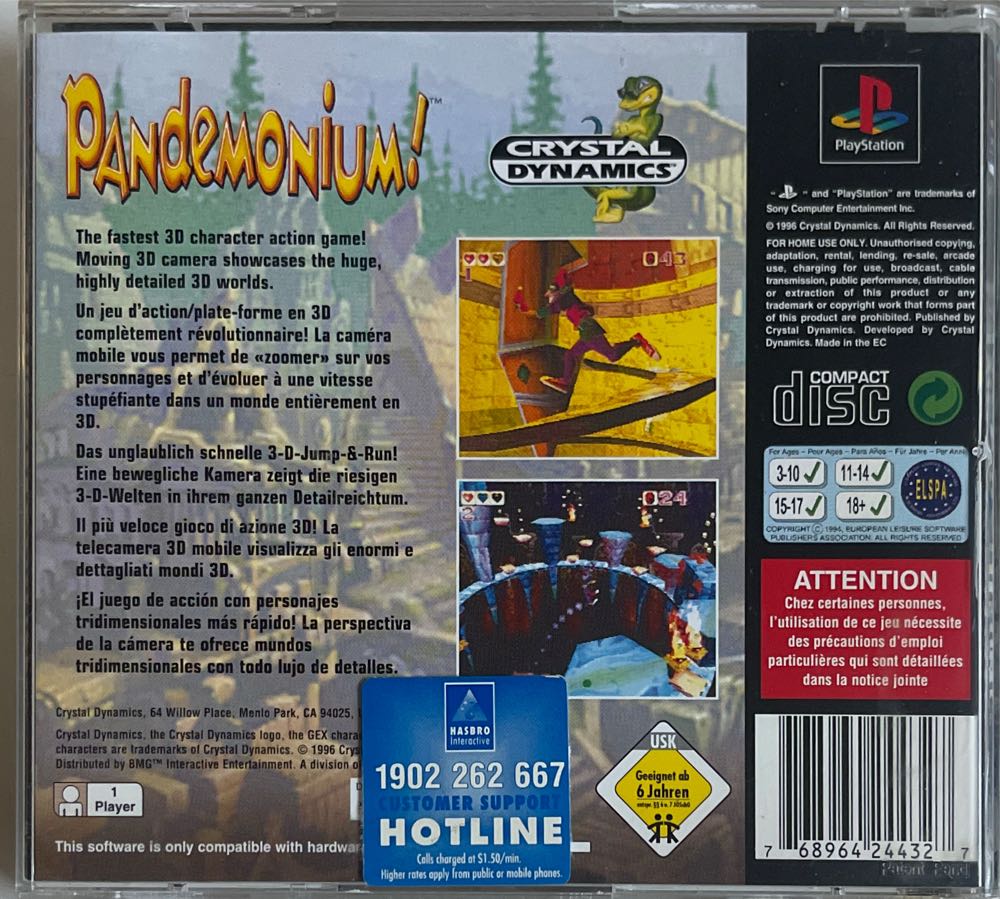 PANDEMONIUM!™
CRYSTAL
DYNAMICS®
The fastest 3D character action game!
Moving 3D camera showcases the huge,
highly detailed 3D worlds.
Un jeu d'action/plate-forme en 3D
complètement révolutionnaire! La caméra
mobile vous permet de «zoomer» sur vos
personnages et d'évoluer à une vitesse
stupéfiante dans un monde entièrement en
3D.
Das unglaublich schnelle 3-D-Jump-&-Run!
Eine bewegliche Kamera zeigt die riesigen
3-D-Welten in ihrem ganzen Detailreichtum.
Il più veloce gioco di azione 3D! La
telecamera 3D mobile visualizza gli enormi e
dettagliati mondi 3D.
¡El juego de acción con personajes
tridimensionales más rápido! La perspectiva
de la cámara te ofrece mundos
tridimensionales con todo lujo de detalles.
1
43
2
24
Crystal Dynamics, 64 Willow Place, Menlo Park, CA 94025,
Crystal Dynamics, the Crystal Dynamics logo, the GEX
characters are trademarks of Crystal Dynamics. © 1996
Distributed by BMG™ Interactive Entertainment. A division
1
Player
This software is only compatible with
HASBRO
Interactive
1902 262 667
CUSTOMER SUPPORT
HOTLINE
Calls charged at $1.50/min.
Higher rates apply from public or mobile phones.
USK
Geeignet ab
6 Jahren
PlayStation
" " and "PlayStation" are trademarks of
Sony Computer Entertainment Inc.
© 1996 Crystal Dynamics. All Rights Reserved.
FOR HOME USE ONLY. Unauthorised copying,
adaptation, rental, lending, re-sale, arcade
use, charging for use, broadcast, cable
transmission, public performance, distribution
or extraction of this product or any
trademark or copyright work that forms part
of this product are prohibited. Published by
Crystal Dynamics. Developed by Crystal
Dynamics. Made in the EC
COMPACT
disc
For Ages - Pour Ages - Para Años - Für Jahre - Per Anni
3-10 11-14
15-17 18+
ELSPA
COPYRIGHT © 1994, EUROPEAN LEISURE SOFTWARE
PUBLISHERS ASSOCIATION. ALL RIGHTS RESERVED
ATTENTION
Chez certaines personnes,
l'utilisation de ce jeu nécessite
des précautions d'emploi
particulières qui sont détaillées
dans la notice jointe
7 68964 24432 7
Patent Pend